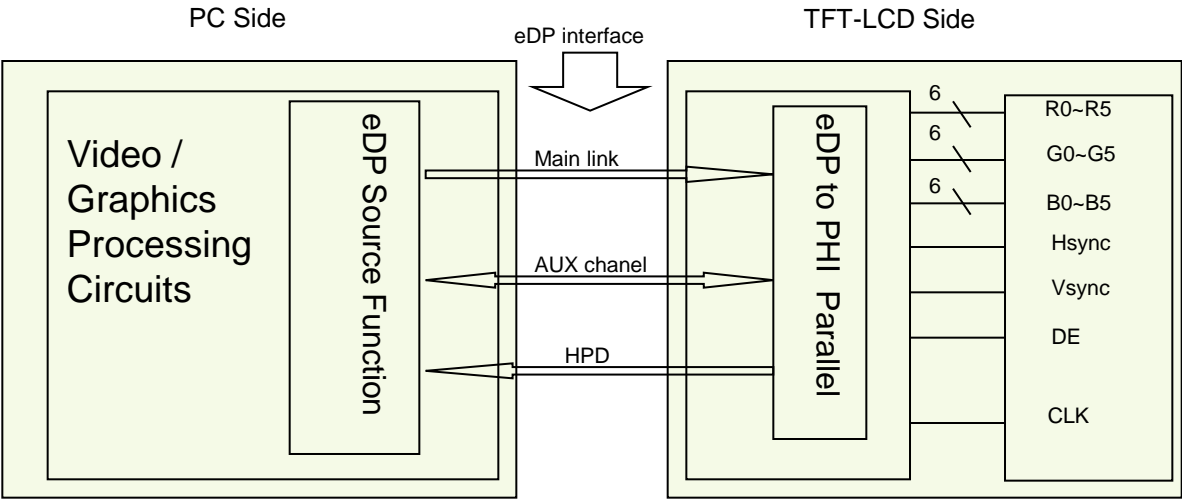 PC Side
eDP interface
TFT-LCD Side
Video /
Graphics
Processing
Circuits
eDP Source Function
Main link
AUX chanel
HPD
eDP to PHI Parallel
6
R0~R5
6
G0~G5
6
B0~B5
Hsync
Vsync
DE
CLK